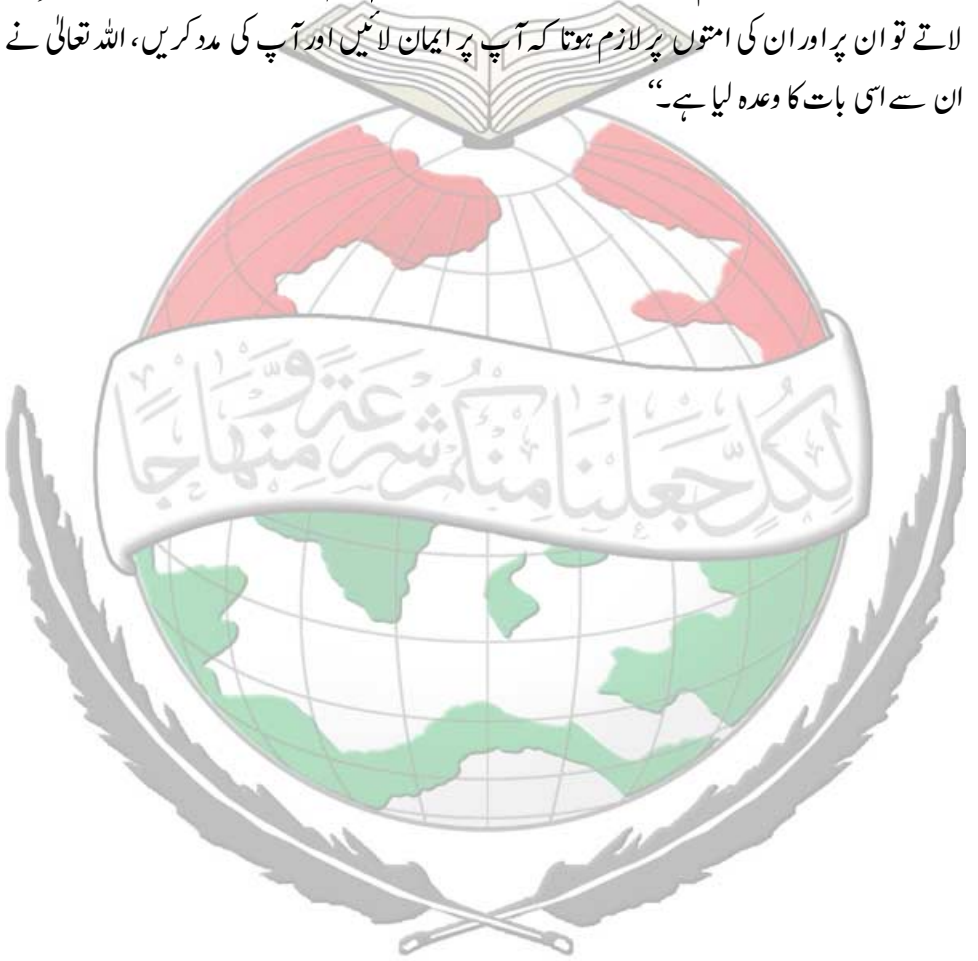 لاتے تو ان پر اور ان کی امتوں پر لازم ہوتا کہ آپ پر ایمان لائیں اور آپ کی مدد کریں، اللہ تعالیٰ نے
ان سے اسی بات کا وعدہ لیا ہے۔‘‘
لِكُلٍّ جَعَلْنَا مِنْكُمْ شِرْعَةً وَّمِنْهَاجًا